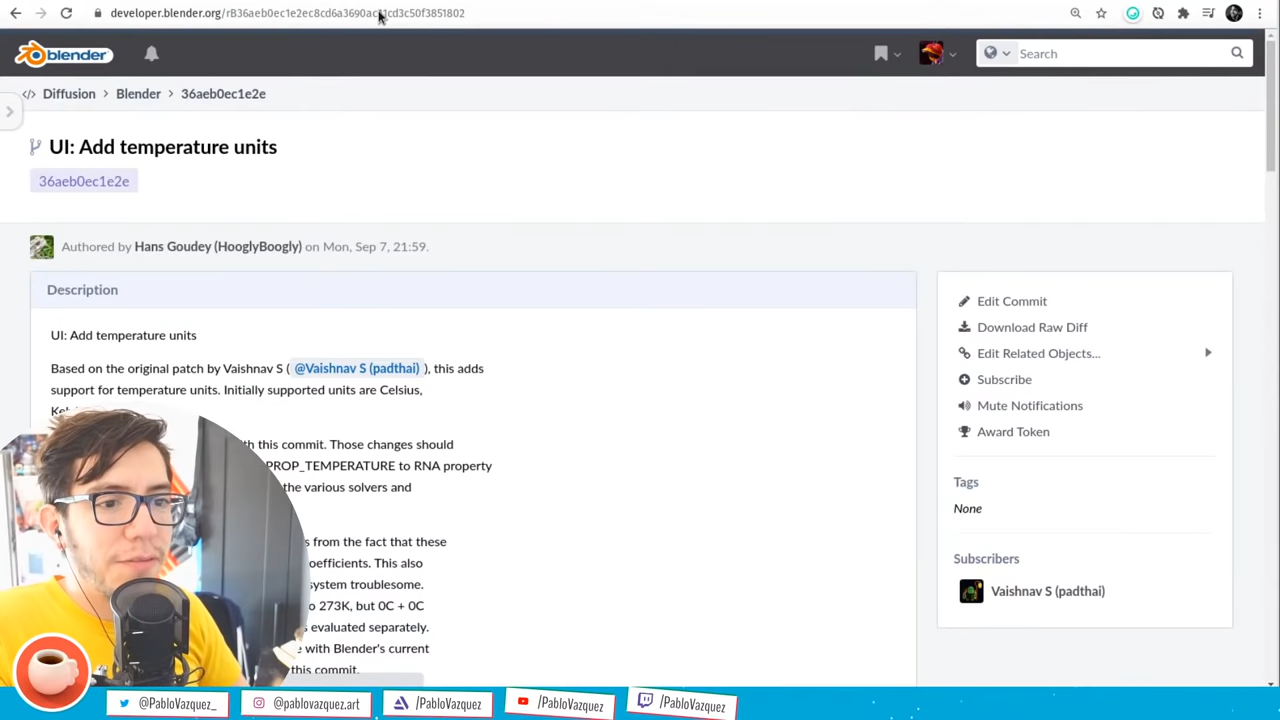 developer.blender.org/rB36aeb0ec1e2ec8cd6a3690ac cd3c50f3851802
blender
Search
Diffusion > Blender > 36aeb0ec1e2e
UI: Add temperature units
36aeb0ec1e2e
Authored by Hans Goudey (HooglyBoogly) on Mon, Sep 7, 21:59.
Description
UI: Add temperature units
Based on the original patch by Vaishnav S ( @Vaishnav S (padthai) ), this adds
support for temperature units. Initially supported units are Celsius,
th this commit. Those changes should
PROP_TEMPERATURE to RNA property
the various solvers and
s from the fact that these
oefficients. This also
system troublesome.
o 273K, but 0C + 0C
s evaluated separately.
e with Blender's current
this commit.
Edit Commit
Download Raw Diff
Edit Related Objects...
Subscribe
Mute Notifications
Award Token
Tags
None
Subscribers
Vaishnav S (padthai)
@PabloVazquez_
@pablovazquez.art
/PabloVazquez
/PabloVazquez
/PabloVazquez